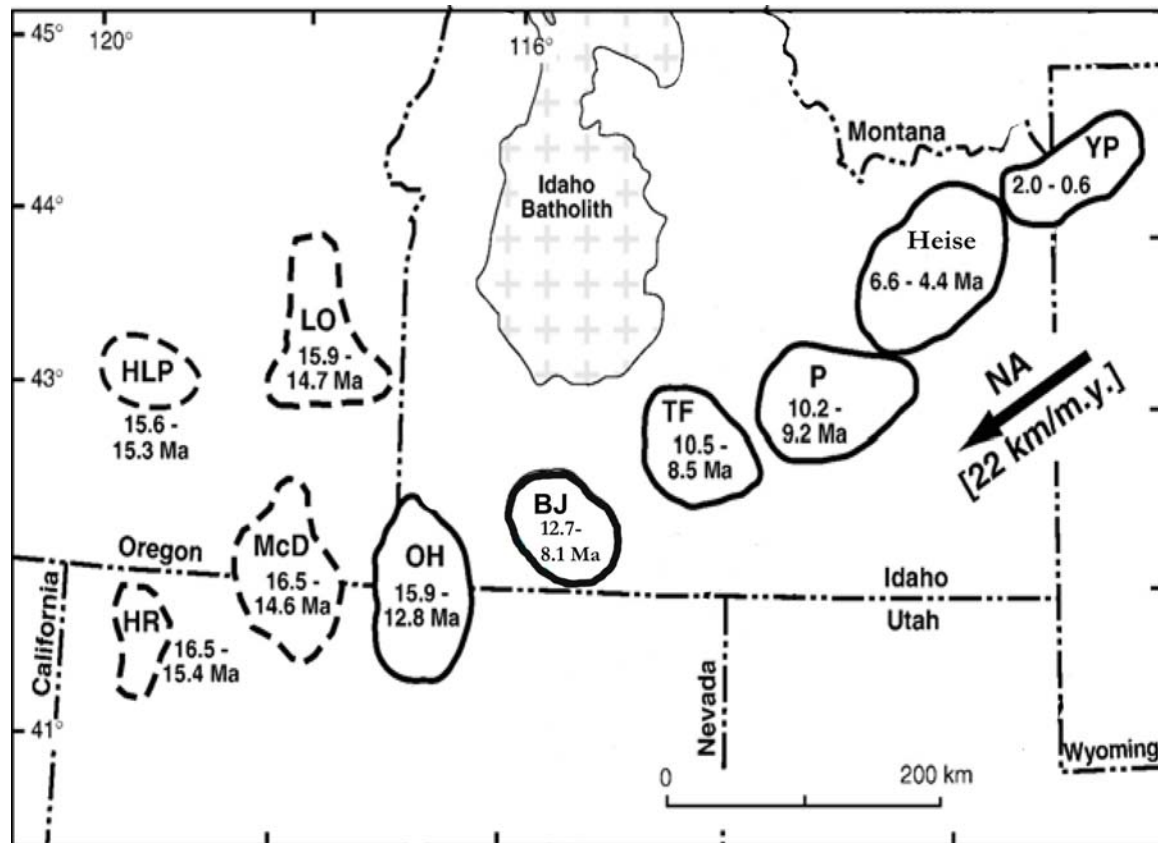 45°
120°
116°
Montana
YP
2.0 - 0.6
44°
Idaho
Batholith
Heise
6.6 - 4.4 Ma
LO
15.9 -
14.7 Ma
43°
HLP
15.6 -
15.3 Ma
P
10.2 -
9.2 Ma
NA
[22 km/m.y.]
TF
10.5 -
8.5 Ma
BJ
12.7-
8.1 Ma
Oregon
McD
16.5 -
14.6 Ma
OH
15.9 -
12.8 Ma
Idaho
Utah
HR
16.5 -
15.4 Ma
California
Nevada
41°
Wyoming
0
200 km